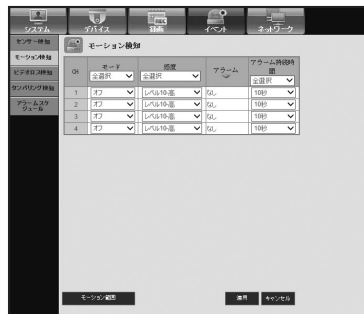 システム デバイス 録画 イベント ネットワーク
REC
センサー検知
モーション検知
ビデオロス検知
タンパリング検知
アラームスケジュール
モーション検知
CH モード 感度 アラーム アラーム持続時間
全選択 全選択 全選択
1 オフ レベル10-高 なし 10秒
2 オフ レベル10-高 なし 10秒
3 オフ レベル10-高 なし 10秒
4 オフ レベル10-高 なし 10秒
モーション範囲 適用 キャンセル